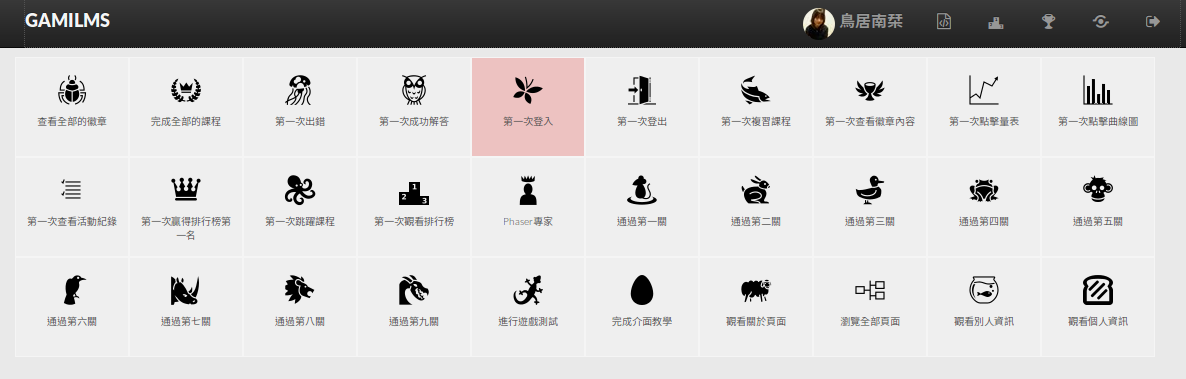 GAMILMS
鳥居南栞
查看全部的徽章
完成全部的課程
第一次出錯
第一次成功解答
第一次登入
第一次登出
第一次複習課程
第一次查看徽章內容
第一次點擊量表
第一次點擊曲線圖
第一次查看活動紀錄
第一次贏得排行榜第
一名
第一次跳躍課程
1
2
3
第一次觀看排行榜
Phaser專家
通過第一關
通過第二關
通過第三關
通過第四關
通過第五關
通過第六關
通過第七關
通過第八關
通過第九關
進行遊戲測試
完成介面教學
觀看關於頁面
瀏覽全部頁面
觀看別人資訊
觀看個人資訊